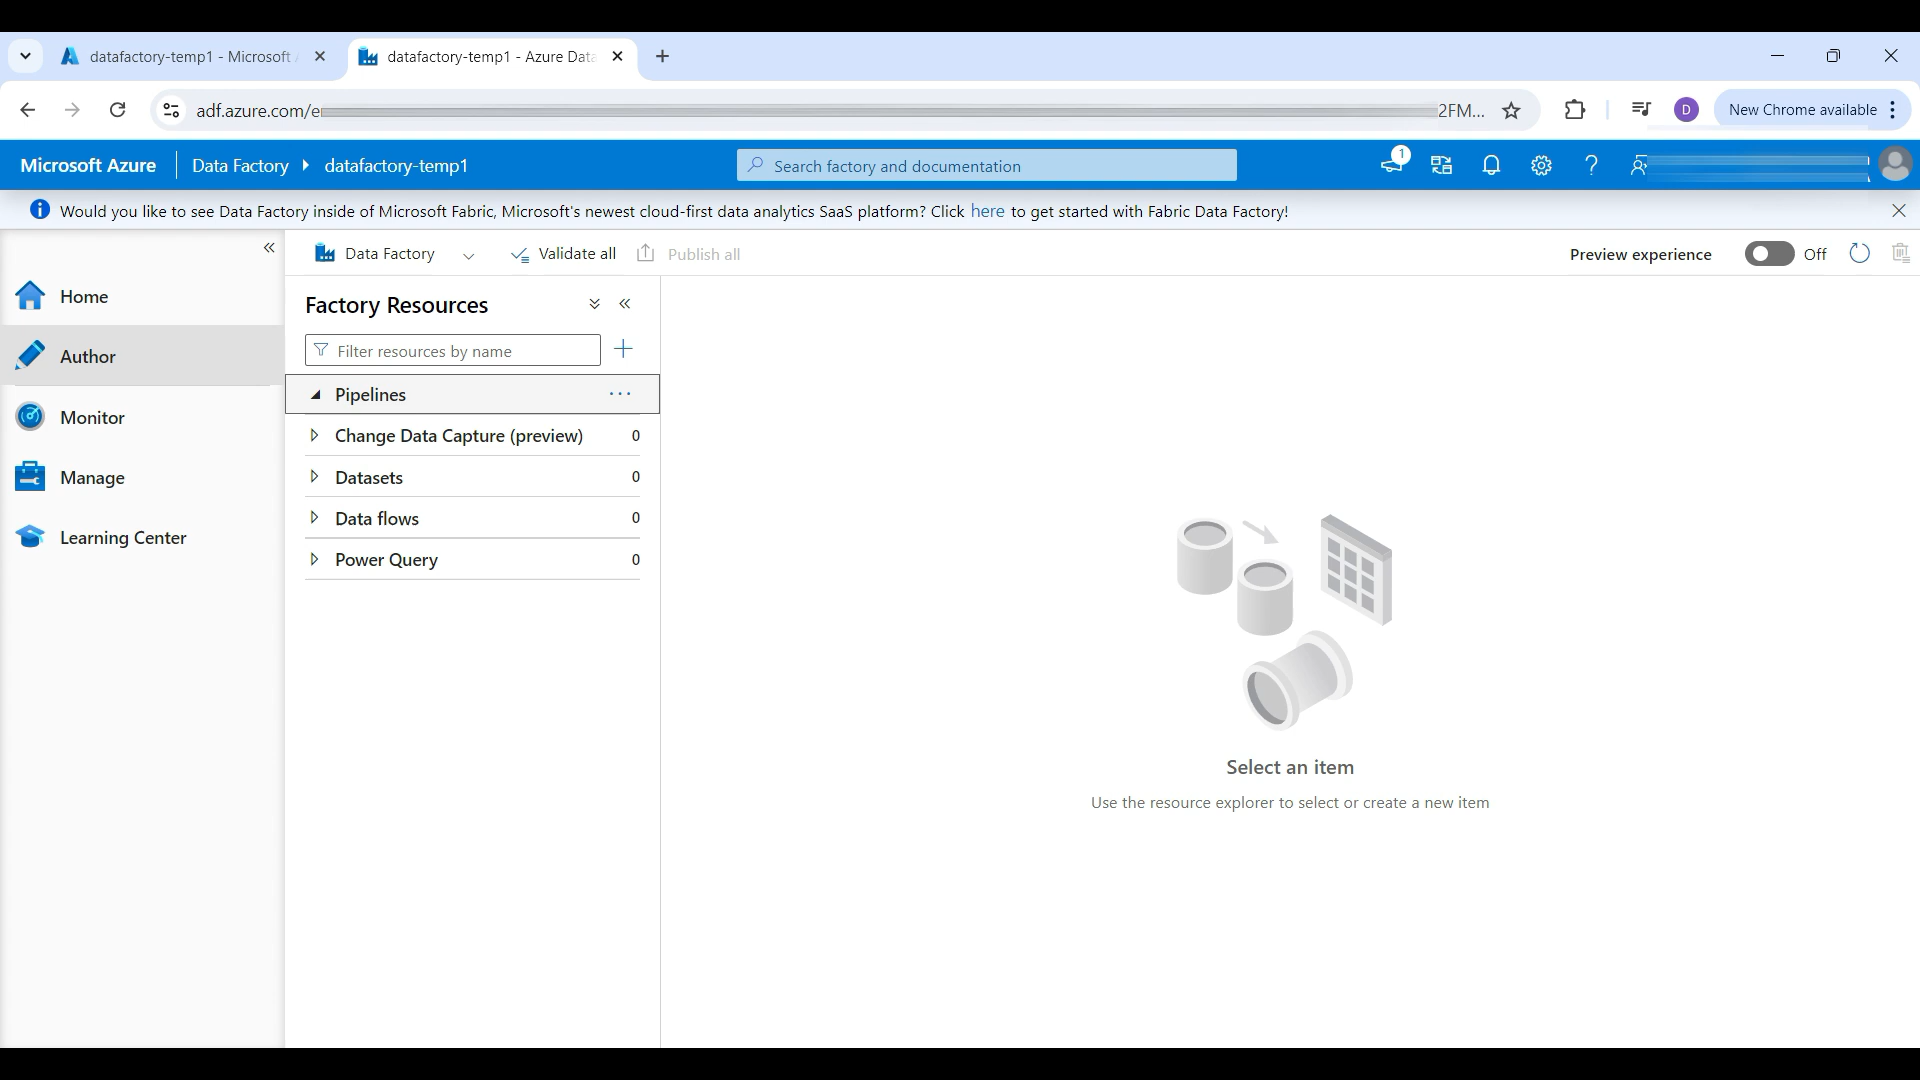 datafactory-temp1 - Microsoft
datafactory-temp1 - Azure Data
adf.azure.com/e
2FM...
D
New Chrome available
Microsoft Azure
Data Factory
datafactory-temp1
Search factory and documentation
1
Would you like to see Data Factory inside of Microsoft Fabric, Microsoft's newest cloud-first data analytics SaaS platform? Click here to get started with Fabric Data Factory!
Data Factory
Validate all
Publish all
Preview experience
Off
Home
Author
Monitor
Manage
Learning Center
Factory Resources
Filter resources by name
Pipelines
Change Data Capture (preview) 0
Datasets 0
Data flows 0
Power Query 0
Select an item
Use the resource explorer to select or create a new item